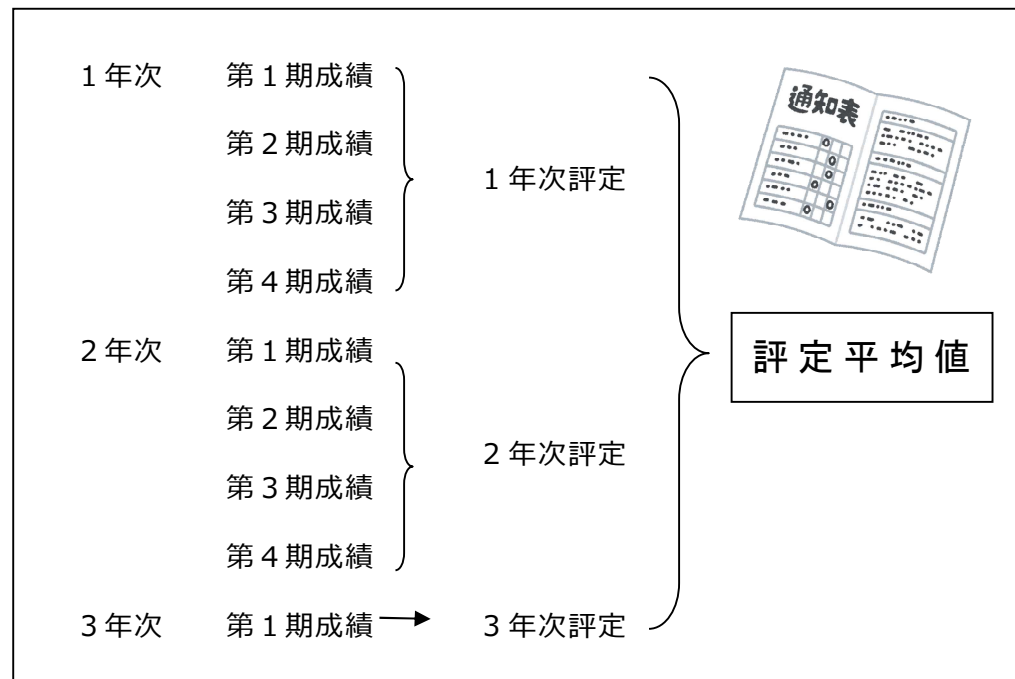 1年次 第1期成績
通知表
第2期成績
1年次評定
第3期成績
第4期成績
2年次 第1期成績
評定平均値
第2期成績
2年次評定
第3期成績
第4期成績
3年次 第1期成績 3年次評定